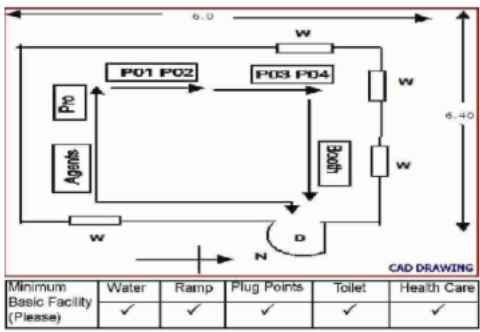 6.0
W
P01 P02
P03 P04
W
Pro
6.40
Agents
Booth
W
W
D
N
CAD DRAWING
Minimum Basic Facility (Please) Water Ramp Plug Points Toilet Health Care
✓ ✓ ✓ ✓ ✓